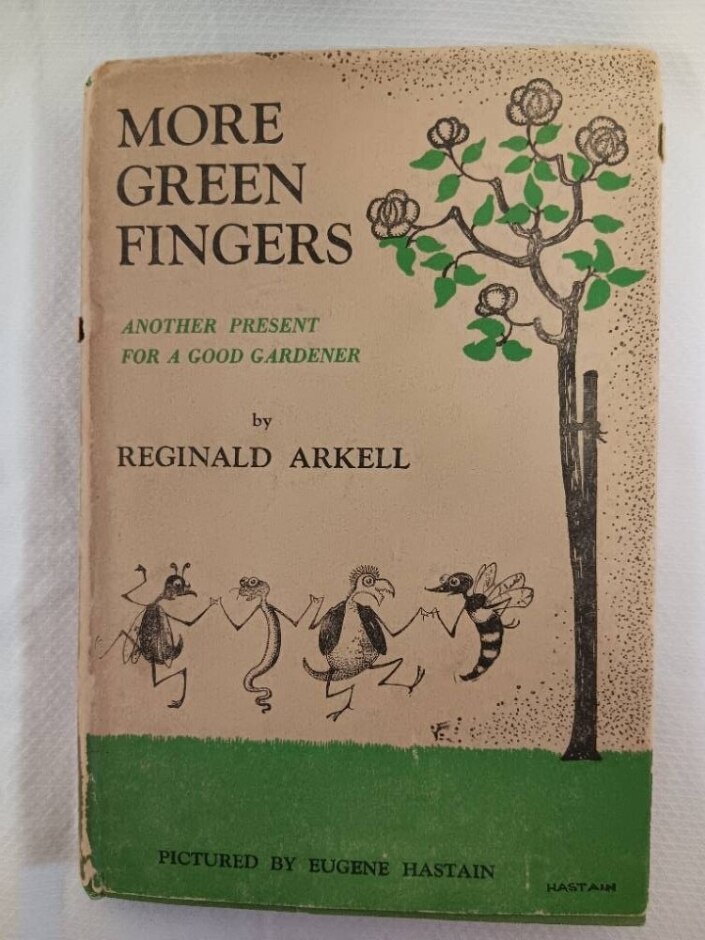 MORE
GREEN
FINGERS
ANOTHER PRESENT
FOR A GOOD GARDENER
by
REGINALD ARKELL
PICTURED BY EUGENE HASTAIN
HASTAIN